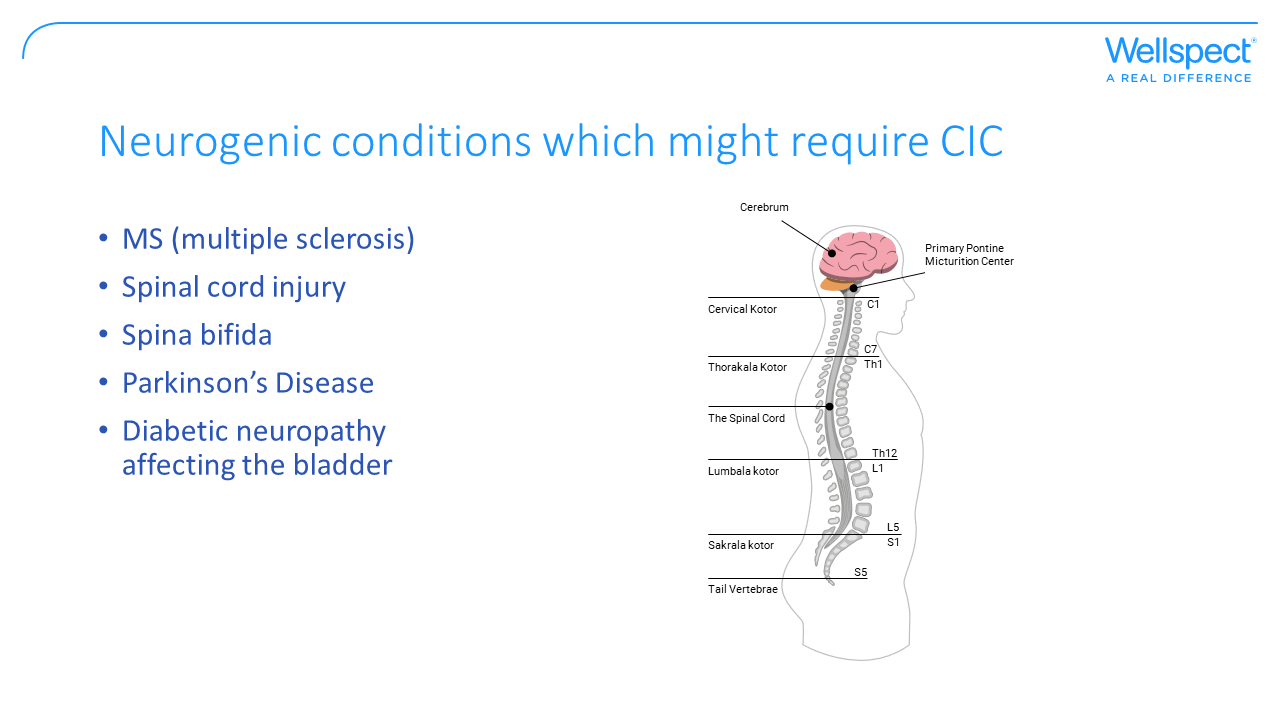 Wellspect®
A REAL DIFFERENCE
Neurogenic conditions which might require CIC
• MS (multiple sclerosis)
• Spinal cord injury
• Spina bifida
• Parkinson’s Disease
• Diabetic neuropathy
affecting the bladder
Cerebrum
Primary Pontine
Micturition Center
C1
Cervical Kotor
C7
Thorakala Kotor
Th1
The Spinal Cord
Th12
Lumbala kotor
L1
L5
Sakrala kotor
S1
S5
Tail Vertebrae